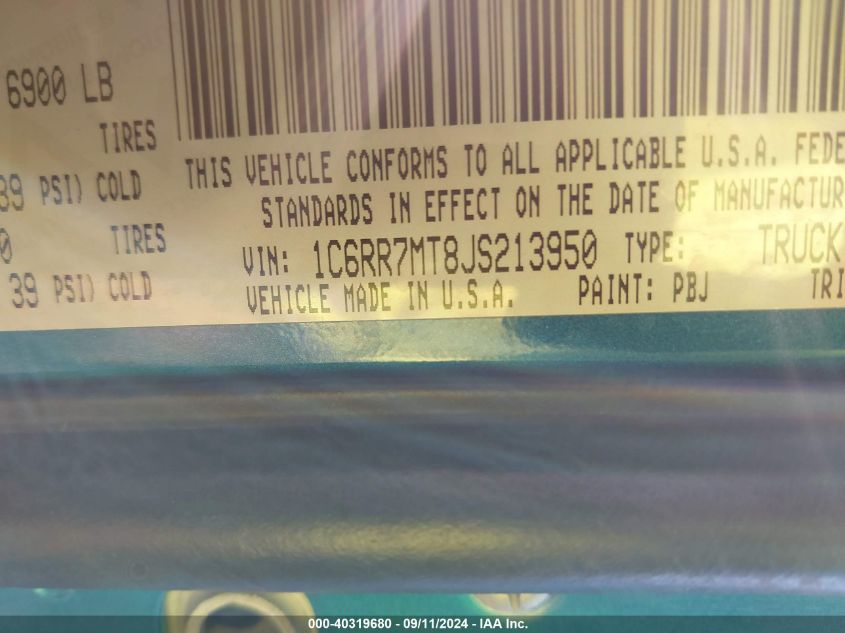 6900 LB
TIRES
39 PSI) COLD
0 TIRES
39 PSI) COLD
THIS VEHICLE CONFORMS TO ALL APPLICABLE U.S.A. FEDE
STANDARDS IN EFFECT ON THE DATE OF MANUFACTUR
VIN: 1C6RR7MT8JS213950 TYPE: TRUCK
VEHICLE MADE IN U.S.A. PAINT: PBJ TRI
000-40319680 - 09/11/2024 - IAA Inc.